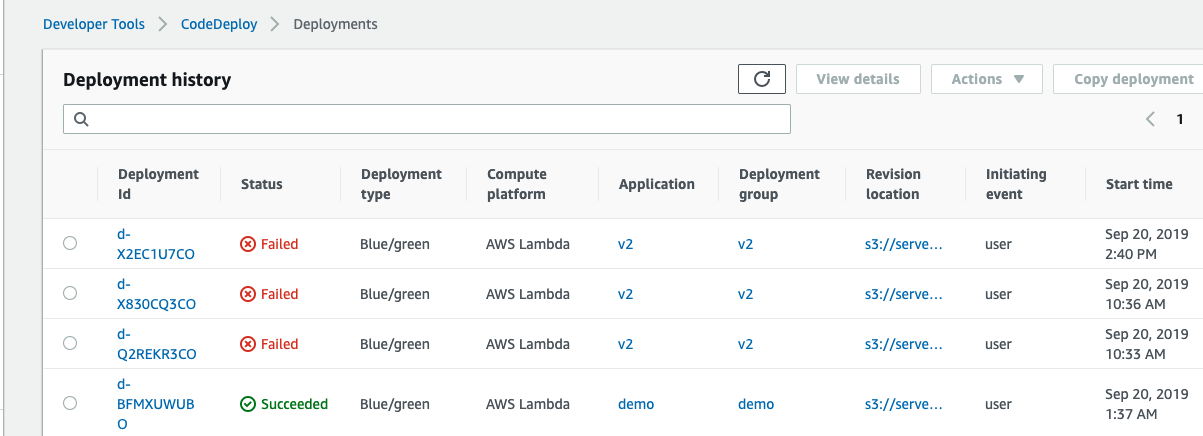 Developer Tools > CodeDeploy > Deployments
Deployment history
View details
Actions
Copy deployment
1
Deployment Id
Status
Deployment type
Compute platform
Application
Deployment group
Revision location
Initiating event
Start time
d-
X2EC1U7CO
Failed
Blue/green
AWS Lambda
v2
v2
s3://serve...
user
Sep 20, 2019
2:40 PM
d-
X830CQ3CO
Failed
Blue/green
AWS Lambda
v2
v2
s3://serve...
user
Sep 20, 2019
10:36 AM
d-
Q2REKR3CO
Failed
Blue/green
AWS Lambda
v2
v2
s3://serve...
user
Sep 20, 2019
10:33 AM
d-
BFMXUWUB
O
Succeeded
Blue/green
AWS Lambda
demo
demo
s3://serve...
user
Sep 20, 2019
1:37 AM